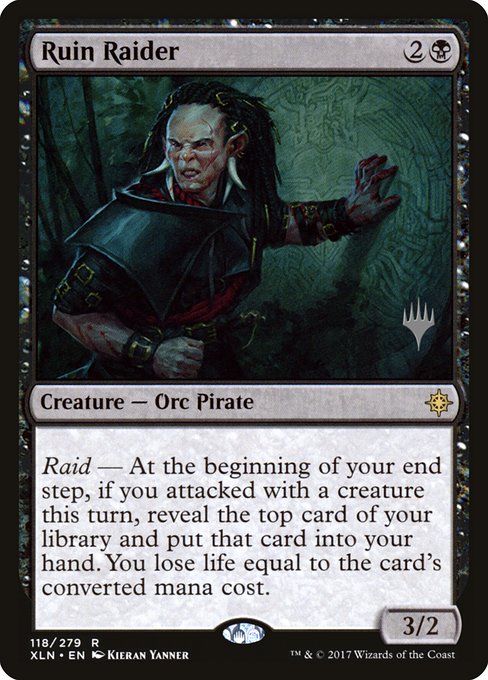 Ruin Raider 2
Creature — Orc Pirate
Raid — At the beginning of your end
step, if you attacked with a creature
this turn, reveal the top card of your
library and put that card into your
hand. You lose life equal to the card's
converted mana cost.
3/2
118/279 R
XLN • EN Kieran Yanner
™ & © 2017 Wizards of the Coast